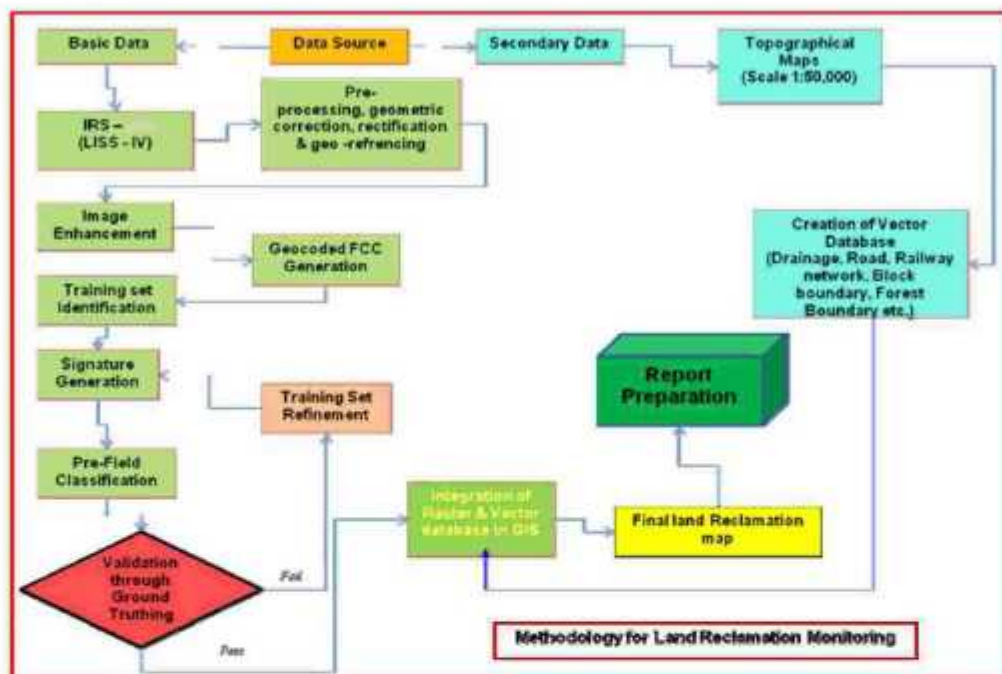 Basic Data
Data Source
Secondary Data
Topographical
Maps
(Scale 1:50,000)
IRS –
(LISS - IV)
Pre-
processing, geometric
correction, rectification
& geo -refrencing
Image
Enhancement
Geocoded FCC
Generation
Creation of Vector
Database
(Drainage, Road, Railway
network, Block
boundary, Forest
Boundary etc.)
Training set
Identification
Signature
Generation
Training Set
Refinement
Report
Preparation
Pre-Field
Classification
Integration of
Raster & Vector
database in GIS
Final land Reclamation
map
Validation
through
Ground
Truthing
Fail
Pass
Methodology for Land Reclamation Monitoring